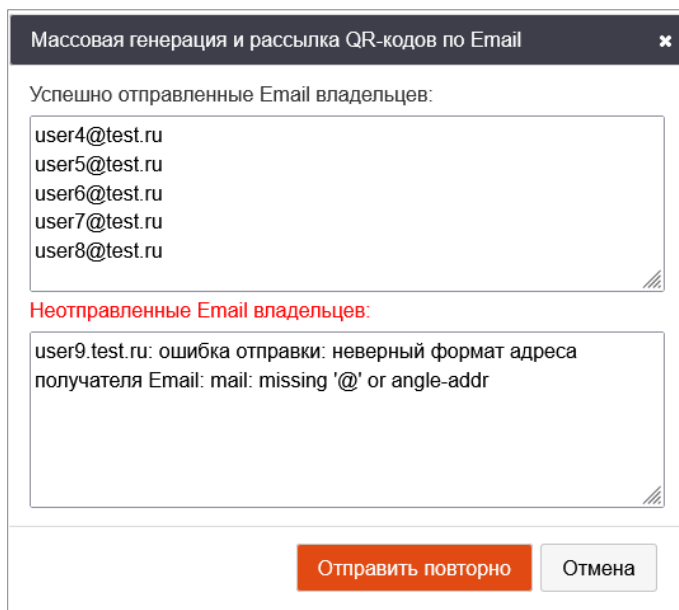 Массовая генерация и рассылка QR-кодов по Email
Успешно отправленные Email владельцев:
user4@test.ru
user5@test.ru
user6@test.ru
user7@test.ru
user8@test.ru
Неотправленные Email владельцев:
user9.test.ru: ошибка отправки: неверный формат адреса
получателя Email: mail: missing '@' or angle-addr
Отправить повторно
Отмена